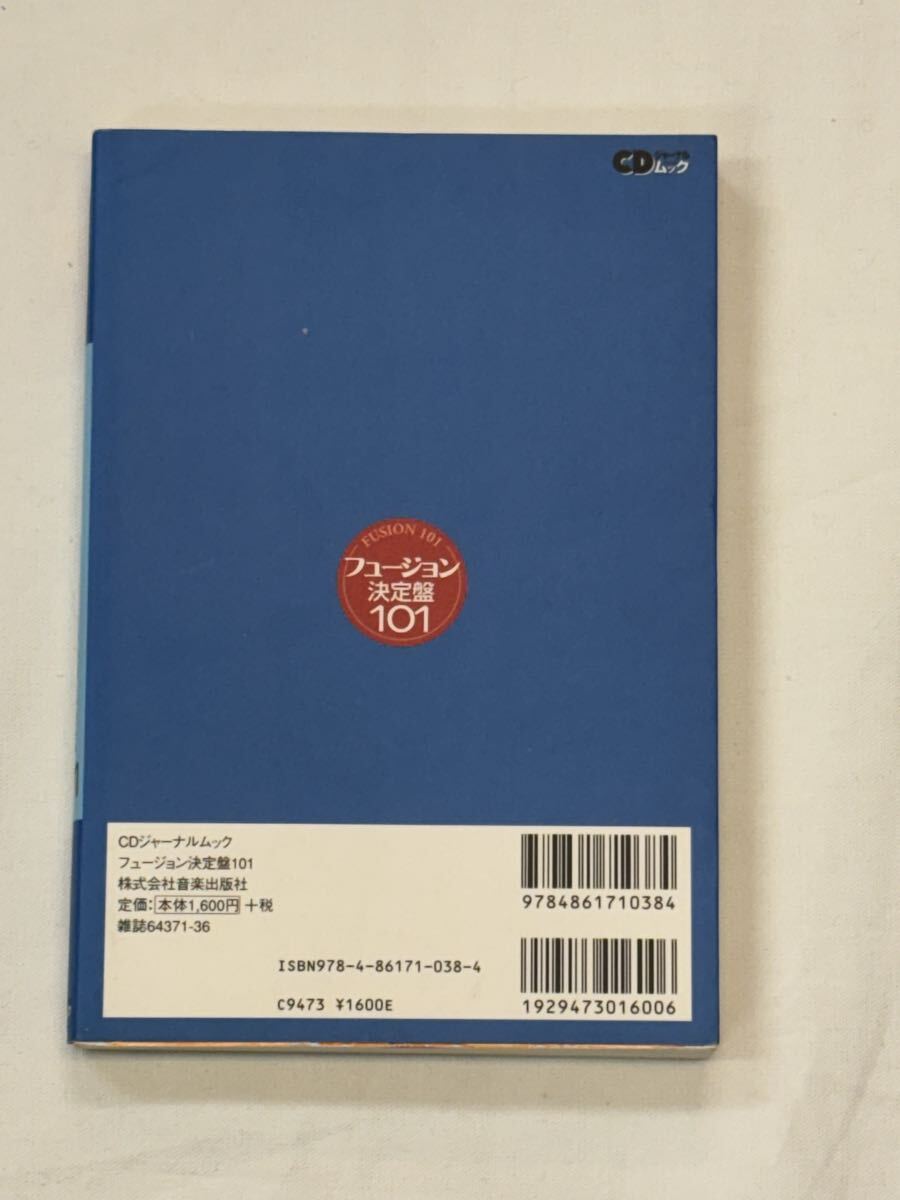 CDジャーナル
ムック
FUSION 101
フュージョン
決定盤
101
CDジャーナルムック
フュージョン決定盤101
株式会社音楽出版社
定価：本体1,600円＋税
雑誌64371-36
ISBN978-4-86171-038-4
C9473 ¥1600E
9784861710384
1929473016006